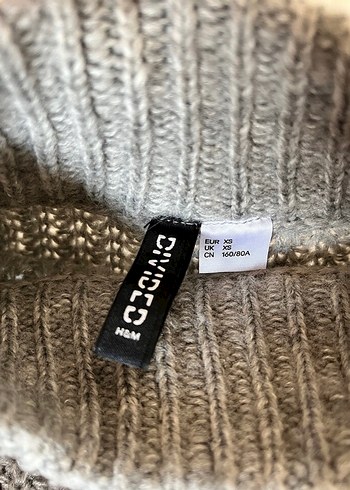 DIVIDED
H&M
EUR XS
UK XS
CN 160/80A